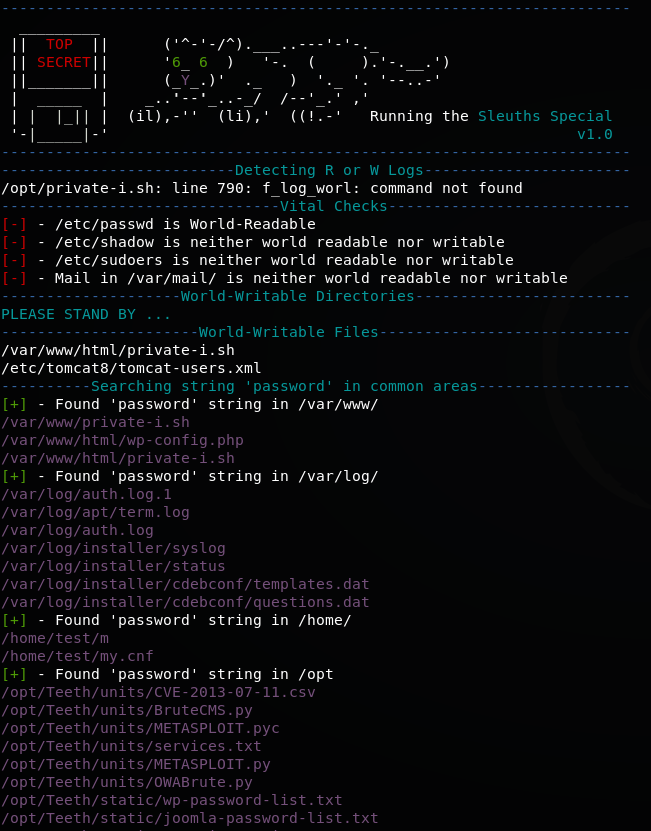 ----------------------------------------------------------------------
  _________
 ||  TOP  ||      ('^-'-/^).___..---'-'-._
 || SECRET||      '6_ 6  )   '-.  (     ).'-.__.')
 ||_______||      (_Y_.)'  ._   )  '._ '. '--..-'
 |  _____  |    _..'--'_..-_/  /--'_.' ,'
 | |  |_|| |  (il),-''  (li),'  ((!.-'   Running the Sleuths Special
 '-|_____|-'                                                    v1.0
----------------------------------------------------------------------
--------------------------Detecting R or W Logs-----------------------
/opt/private-i.sh: line 790: f_log_worl: command not found
-------------------------------Vital Checks---------------------------
[-] - /etc/passwd is World-Readable
[-] - /etc/shadow is neither world readable nor writable
[-] - /etc/sudoers is neither world readable nor writable
[-] - Mail in /var/mail/ is neither world readable nor writable
--------------------World-Writable Directories------------------------
PLEASE STAND BY ...
----------------------World-Writable Files----------------------------
/var/www/html/private-i.sh
/etc/tomcat8/tomcat-users.xml
----------Searching string 'password' in common areas-----------------
[+] - Found 'password' string in /var/www/
/var/www/private-i.sh
/var/www/html/wp-config.php
/var/www/html/private-i.sh
[+] - Found 'password' string in /var/log/
/var/log/auth.log.1
/var/log/apt/term.log
/var/log/auth.log
/var/log/installer/syslog
/var/log/installer/status
/var/log/installer/cdebconf/templates.dat
/var/log/installer/cdebconf/questions.dat
[+] - Found 'password' string in /home/
/home/test/m
/home/test/my.cnf
[+] - Found 'password' string in /opt
/opt/Teeth/units/CVE-2013-07-11.csv
/opt/Teeth/units/BruteCMS.py
/opt/Teeth/units/METASPLOIT.pyc
/opt/Teeth/units/services.txt
/opt/Teeth/units/METASPLOIT.py
/opt/Teeth/units/OWABrute.py
/opt/Teeth/static/wp-password-list.txt
/opt/Teeth/static/joomla-password-list.txt